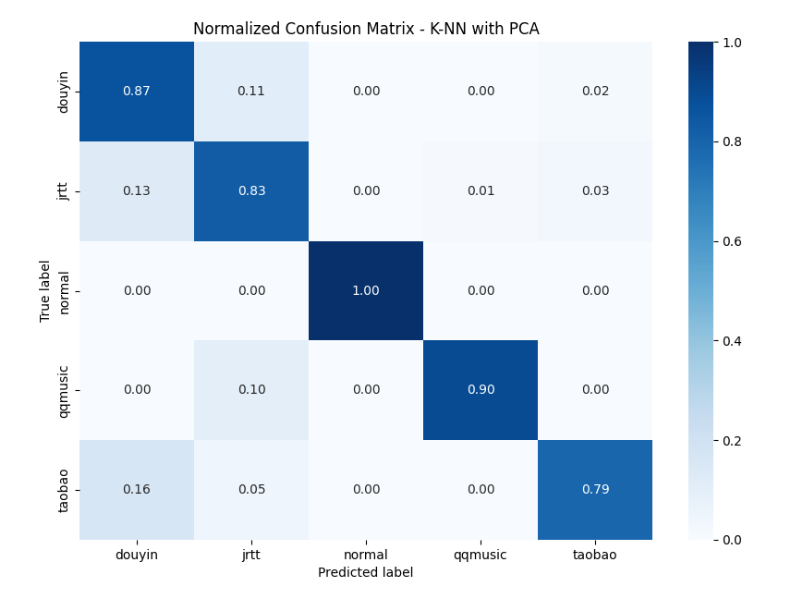 Normalized Confusion Matrix - K-NN with PCA
True label
douyin 0.87 0.11 0.00 0.00 0.02
jrtt 0.13 0.83 0.00 0.01 0.03
normal 0.00 0.00 1.00 0.00 0.00
qqmusic 0.00 0.10 0.00 0.90 0.00
taobao 0.16 0.05 0.00 0.00 0.79
douyin jrtt normal qqmusic taobao
Predicted label
1.0
0.8
0.6
0.4
0.2
0.0